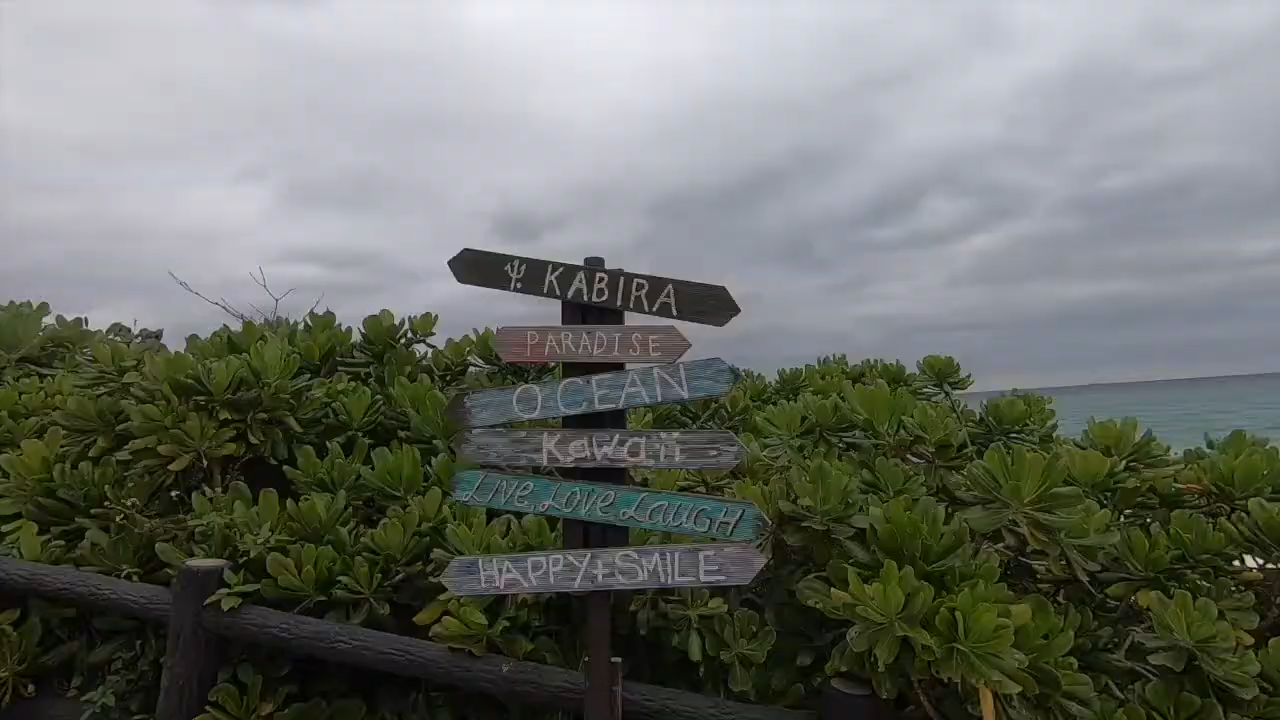 KABIRA
PARADISE
OCEAN
Kawaii
LIVE, LOVE LAUGH
HAPPY+SMILE